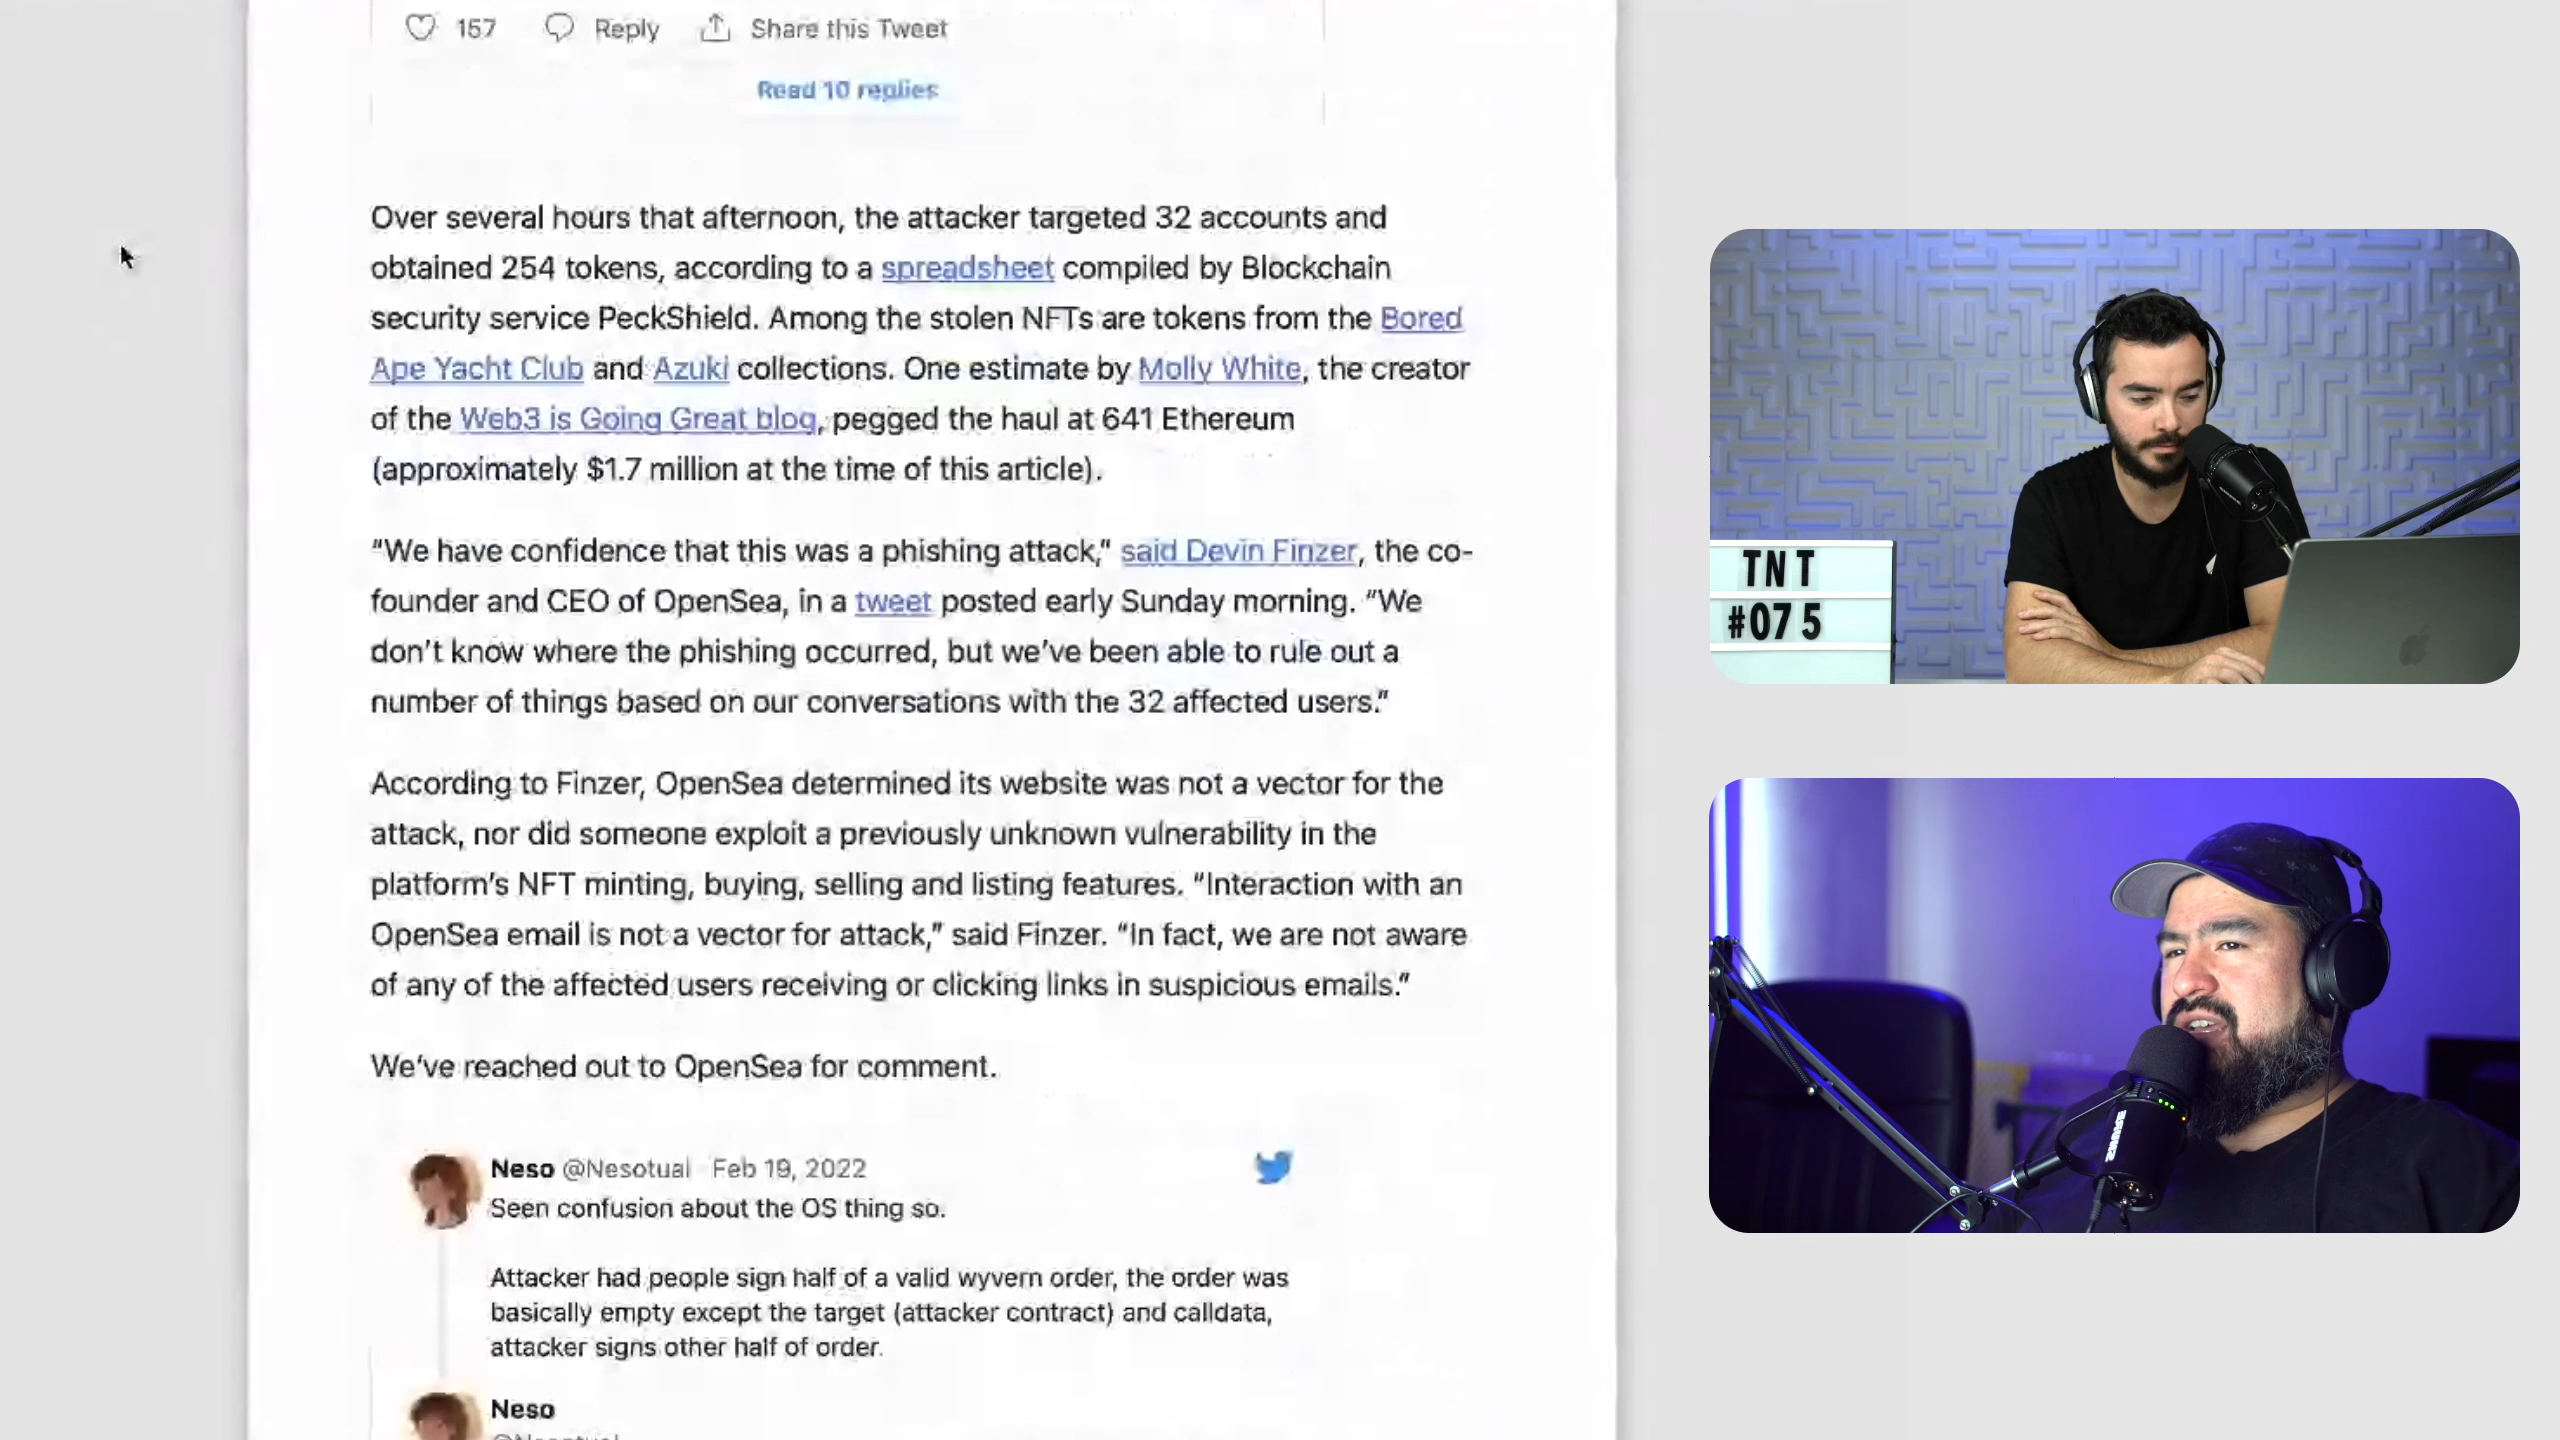 157 Reply Share this Tweet
Read 10 replies
Over several hours that afternoon, the attacker targeted 32 accounts and
obtained 254 tokens, according to a spreadsheet compiled by Blockchain
security service PeckShield. Among the stolen NFTs are tokens from the Bored
Ape Yacht Club and Azuki collections. One estimate by Molly White, the creator
of the Web3 is Going Great blog, pegged the haul at 641 Ethereum
(approximately $1.7 million at the time of this article).
“We have confidence that this was a phishing attack,” said Devin Finzer, the co-
founder and CEO of OpenSea, in a tweet posted early Sunday morning. “We
don’t know where the phishing occurred, but we’ve been able to rule out a
number of things based on our conversations with the 32 affected users.”
According to Finzer, OpenSea determined its website was not a vector for the
attack, nor did someone exploit a previously unknown vulnerability in the
platform’s NFT minting, buying, selling and listing features. “Interaction with an
OpenSea email is not a vector for attack,” said Finzer. “In fact, we are not aware
of any of the affected users receiving or clicking links in suspicious emails.”
We’ve reached out to OpenSea for comment.
Neso @Nesotual · Feb 19, 2022
Seen confusion about the OS thing so.
Attacker had people sign half of a valid wyvern order, the order was
basically empty except the target (attacker contract) and calldata,
attacker signs other half of order.
Neso
TNT
#075
SHURE